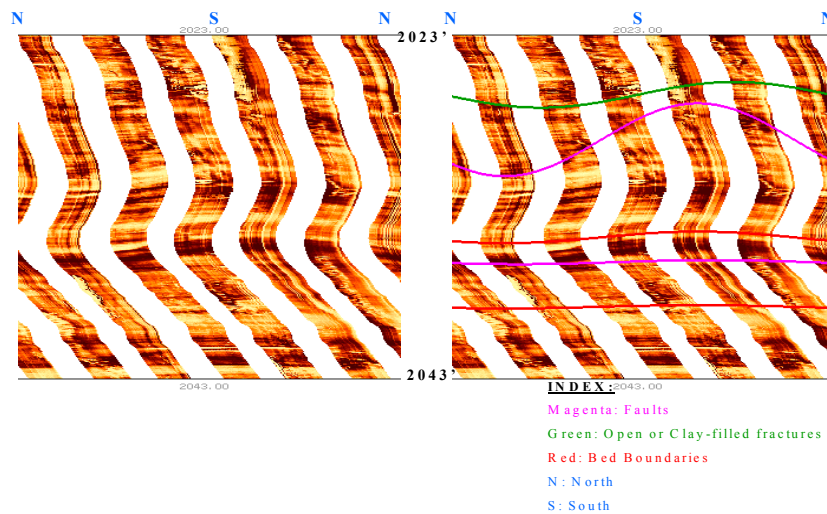 N S N N S N
2023.00 2023' 2023.00
2043.00 2043' 2043.00
INDEX:
Magenta: Faults
Green: Open or Clay-filled fractures
Red: Bed Boundaries
N: North
S: South